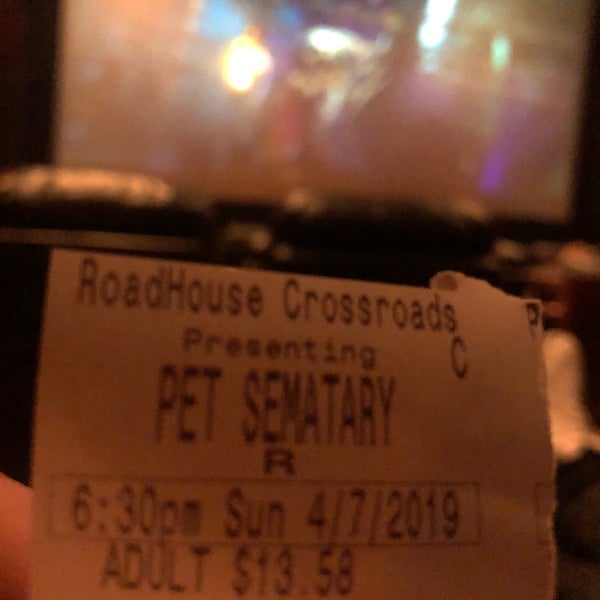 RoadHouse Crossroads
P
Presenting
C
PET SEMATARY
R
6:30pm Sun 4/7/2019
ADULT $13.58